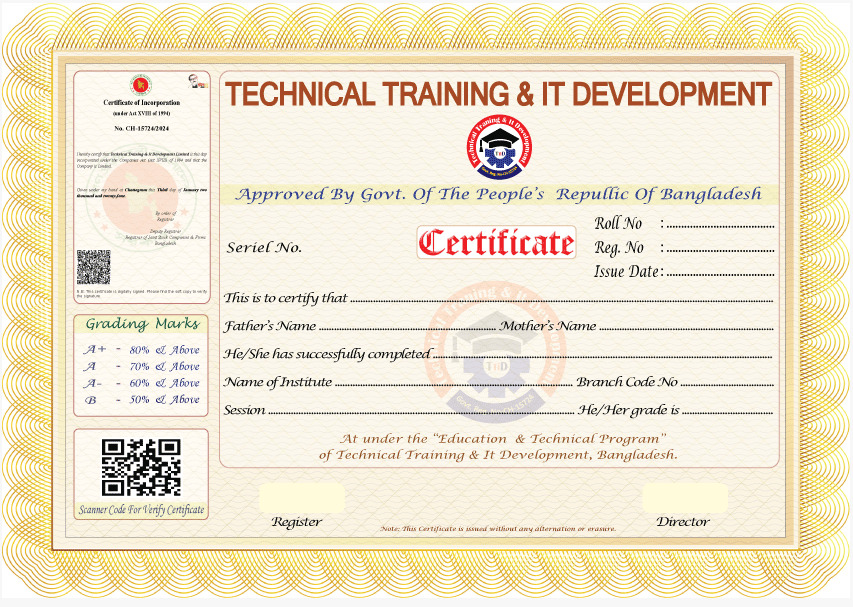 Certificate of Incorporation
(under Act XVIII of 1994)
No. CH-15724/2024
I hereby certify that Technical Training & It Development Limited is this day
incorporated under the Companies Act (Act XVIII) of 1994 and that the
Company is Limited.
Given under my hand at Chattogram this Third day of January two
thousand and twenty-four.
By order of
Registrar
Deputy Registrar
Registrar of Joint Stock Companies & Firms
Bangladesh
N.B. This certificate is digitally signed. Please find the soft copy to verify
the signature.
Grading Marks
A+ - 80% & Above
A - 70% & Above
A- - 60% & Above
B - 50% & Above
Scanner Code For Verify Certificate
TECHNICAL TRAINING & IT DEVELOPMENT
Technical Training & It Development
TtD
Approved By Govt. Of The People's Repullic Of Bangladesh
Seriel No.
Certificate
Roll No :
Reg. No :
Issue Date :
This is to certify that
Father's Name Mother's Name
He/She has successfully completed
Name of Institute Branch Code No
Session He/Her grade is
At under the "Education & Technical Program"
of Technical Training & It Development, Bangladesh.
Register
Note: This Certificate is issued without any alternation or erasure.
Director